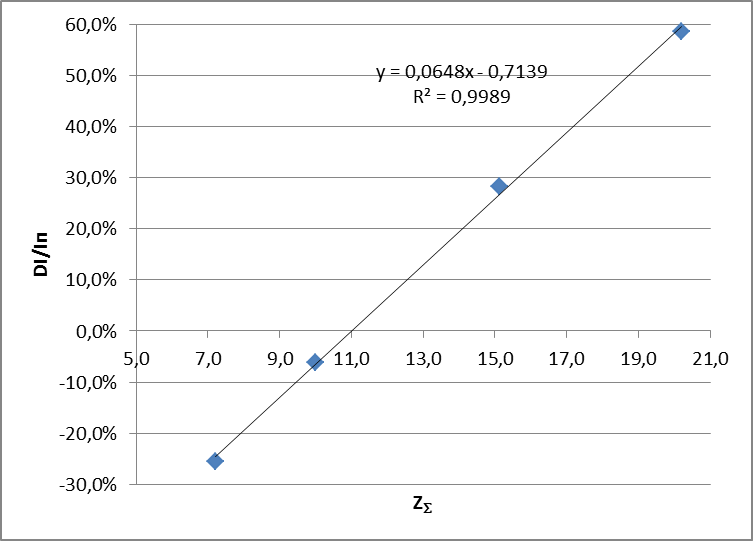 60,0%
50,0%
y = 0,0648x - 0,7139
R² = 0,9989
40,0%
30,0%
20,0%
10,0%
0,0%
-10,0%
-20,0%
-30,0%
5,0 7,0 9,0 11,0 13,0 15,0 17,0 19,0 21,0
DI/In
ZΣ